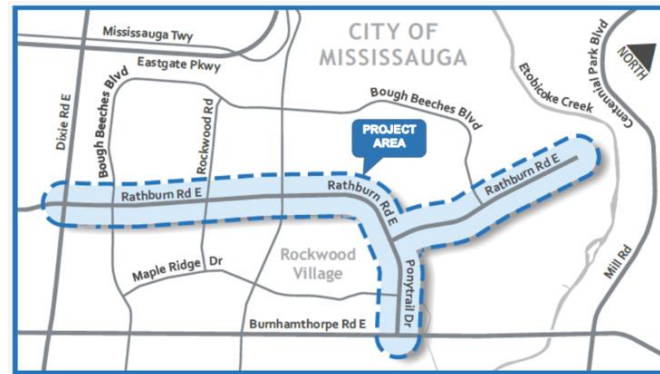 Mississauga Twy
Eastgate Pkwy
CITY OF
MISSISSAUGA
Centennial Park Blvd
NORTH
Etobicoke Creek
Dixie Rd E
Bough Beeches Blvd
Rockwood Rd
Bough Beeches Blvd
PROJECT
AREA
Rathburn Rd E
Rathburn Rd E
Rathburn Rd E
Rockwood
Village
Maple Ridge Dr
Ponytrail Dr
Mill Rd
Burnhamthorpe Rd E